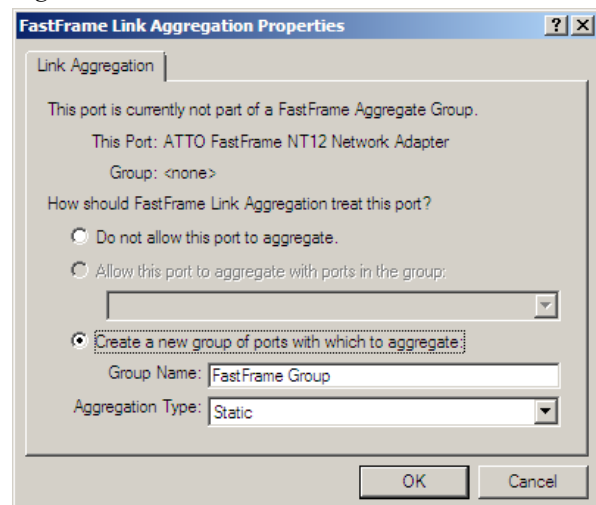 FastFrame Link Aggregation Properties
Link Aggregation
This port is currently not part of a FastFrame Aggregate Group.
This Port: ATTO FastFrame NT12 Network Adapter
Group: <none>
How should FastFrame Link Aggregation treat this port?
Do not allow this port to aggregate.
Allow this port to aggregate with ports in the group:
Create a new group of ports with which to aggregate:
Group Name: FastFrame Group
Aggregation Type: Static
OK Cancel